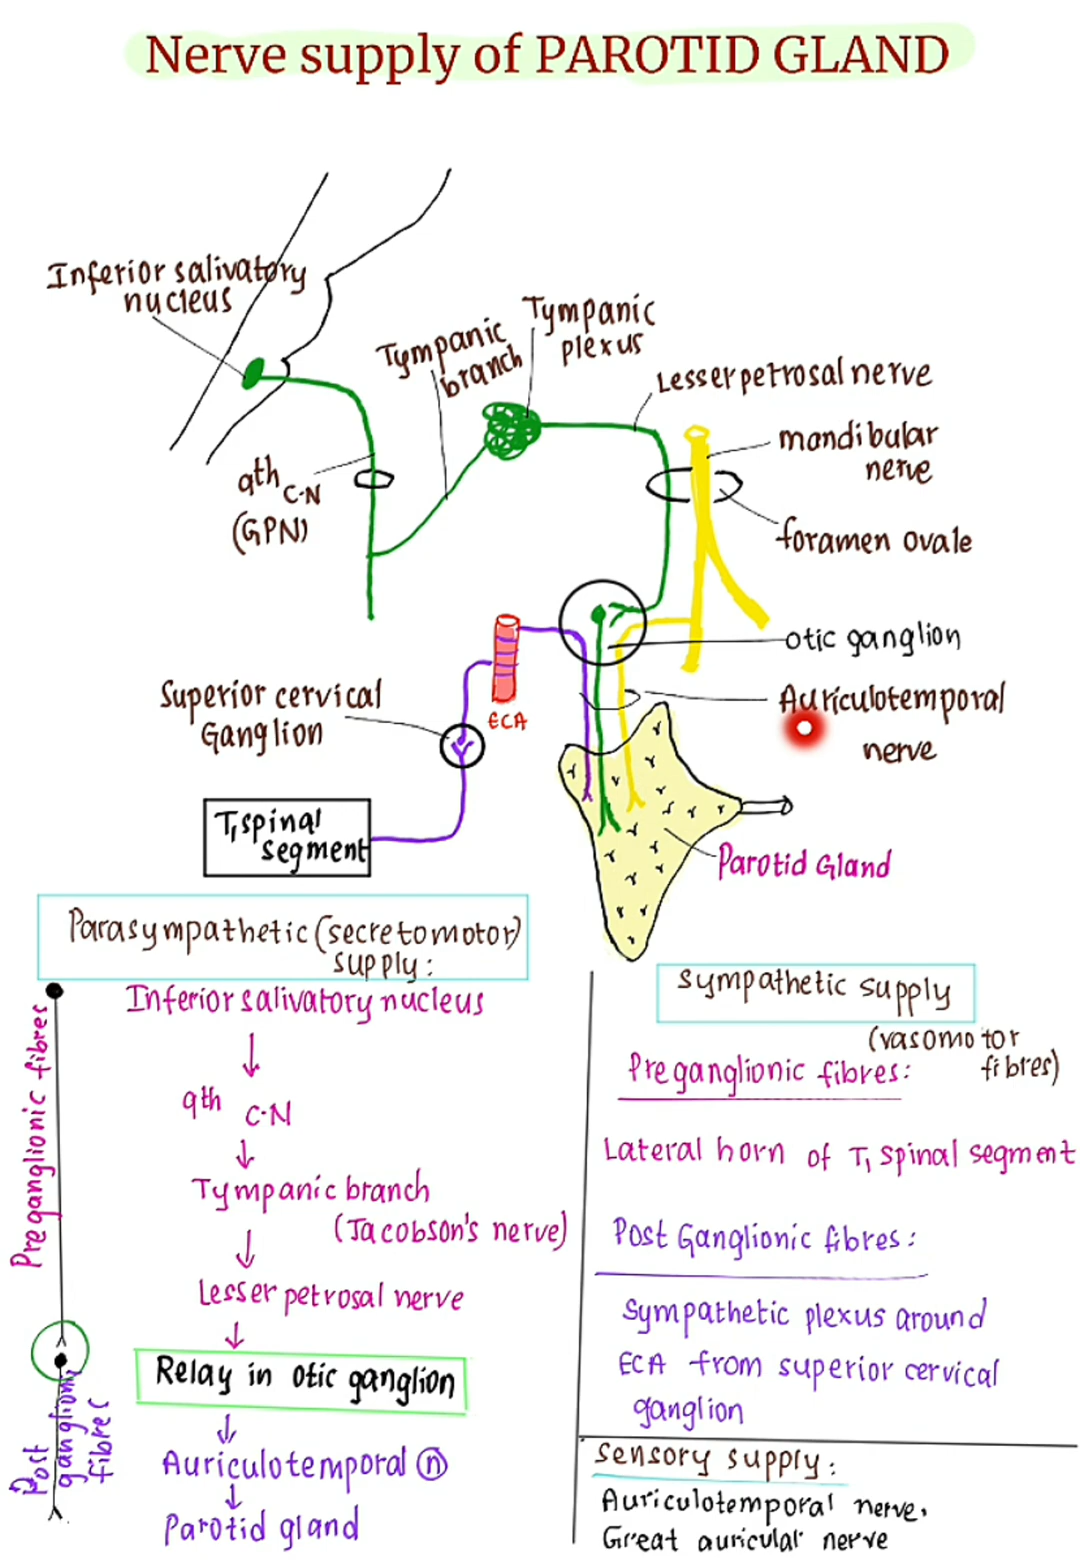 Nerve supply of PAROTID GLAND
Inferior salivatory
nucleus
Tympanic
branch
Tympanic
plexus
Lesser petrosal nerve
mandibular
nerve
9th C.N
(GPN)
foramen ovale
otic ganglion
Superior cervical
Ganglion
ECA
Auriculotemporal
nerve
T1 spinal
segment
Parotid Gland
Parasympathetic (secretomotor)
supply:
Preganglionic fibres
Inferior salivatory nucleus
↓
9th C.N
↓
Tympanic branch
(Jacobson's nerve)
↓
Lesser petrosal nerve
↓
Relay in otic ganglion
↓
Post
ganglionic
fibres
Auriculotemporal (n)
↓
Parotid gland
Sympathetic supply
(vasomotor
fibres)
Preganglionic fibres:
Lateral horn of T1 spinal segment
Post Ganglionic fibres:
Sympathetic plexus around
ECA from superior cervical
ganglion
Sensory supply:
Auriculotemporal nerve,
Great auricular nerve